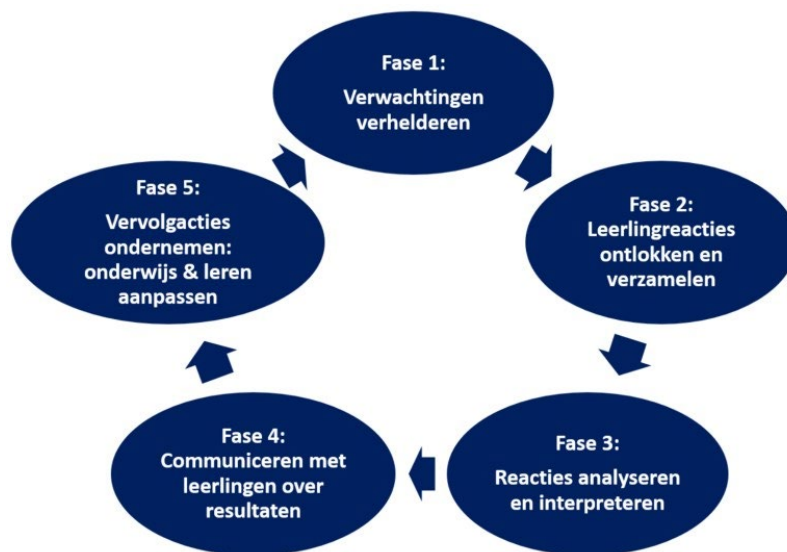 Fase 1:
Verwachtingen
verhelderen
Fase 2:
Leerlingreacties
ontlokken en
verzamelen
Fase 3:
Reacties analyseren
en interpreteren
Fase 4:
Communiceren met
leerlingen over
resultaten
Fase 5:
Vervolgacties
ondernemen:
onderwijs & leren
aanpassen